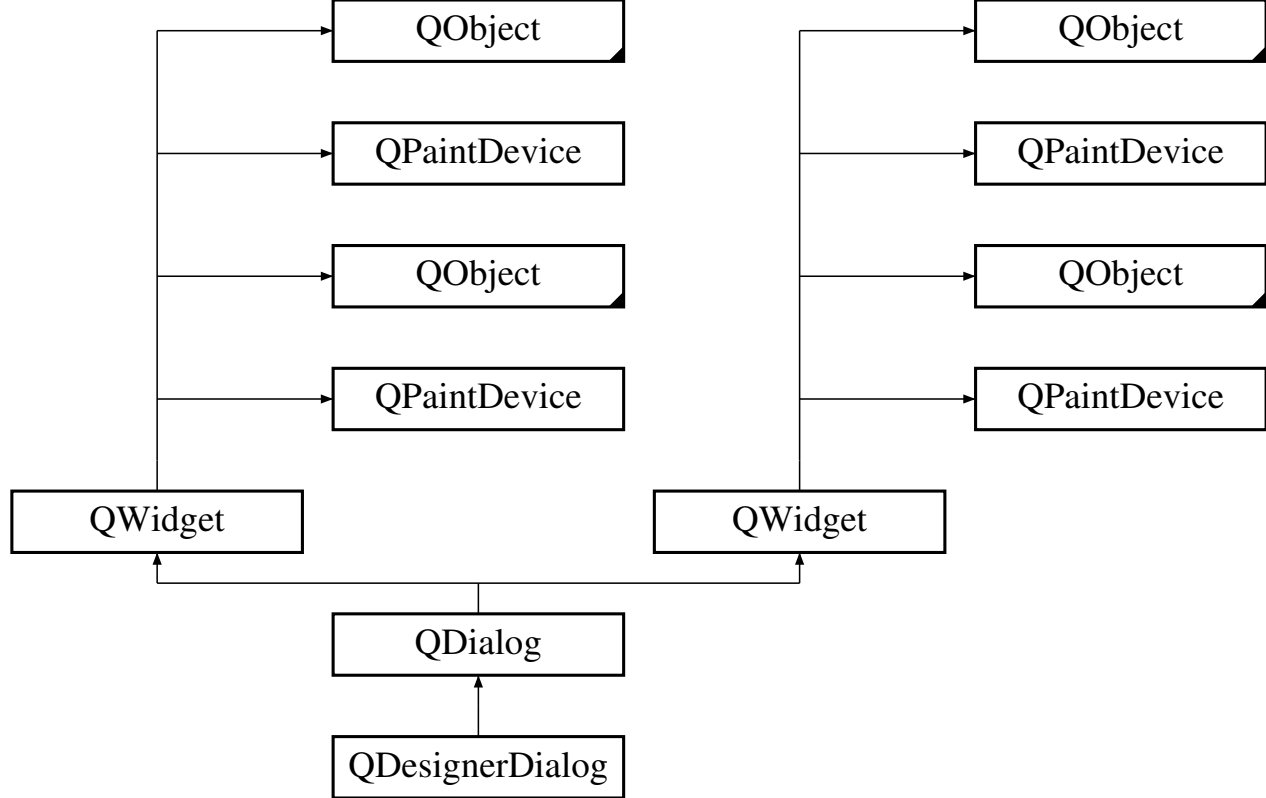 QObject
QObject
QPaintDevice
QPaintDevice
QObject
QObject
QPaintDevice
QPaintDevice
QWidget
QWidget
QDialog
QDesignerDialog